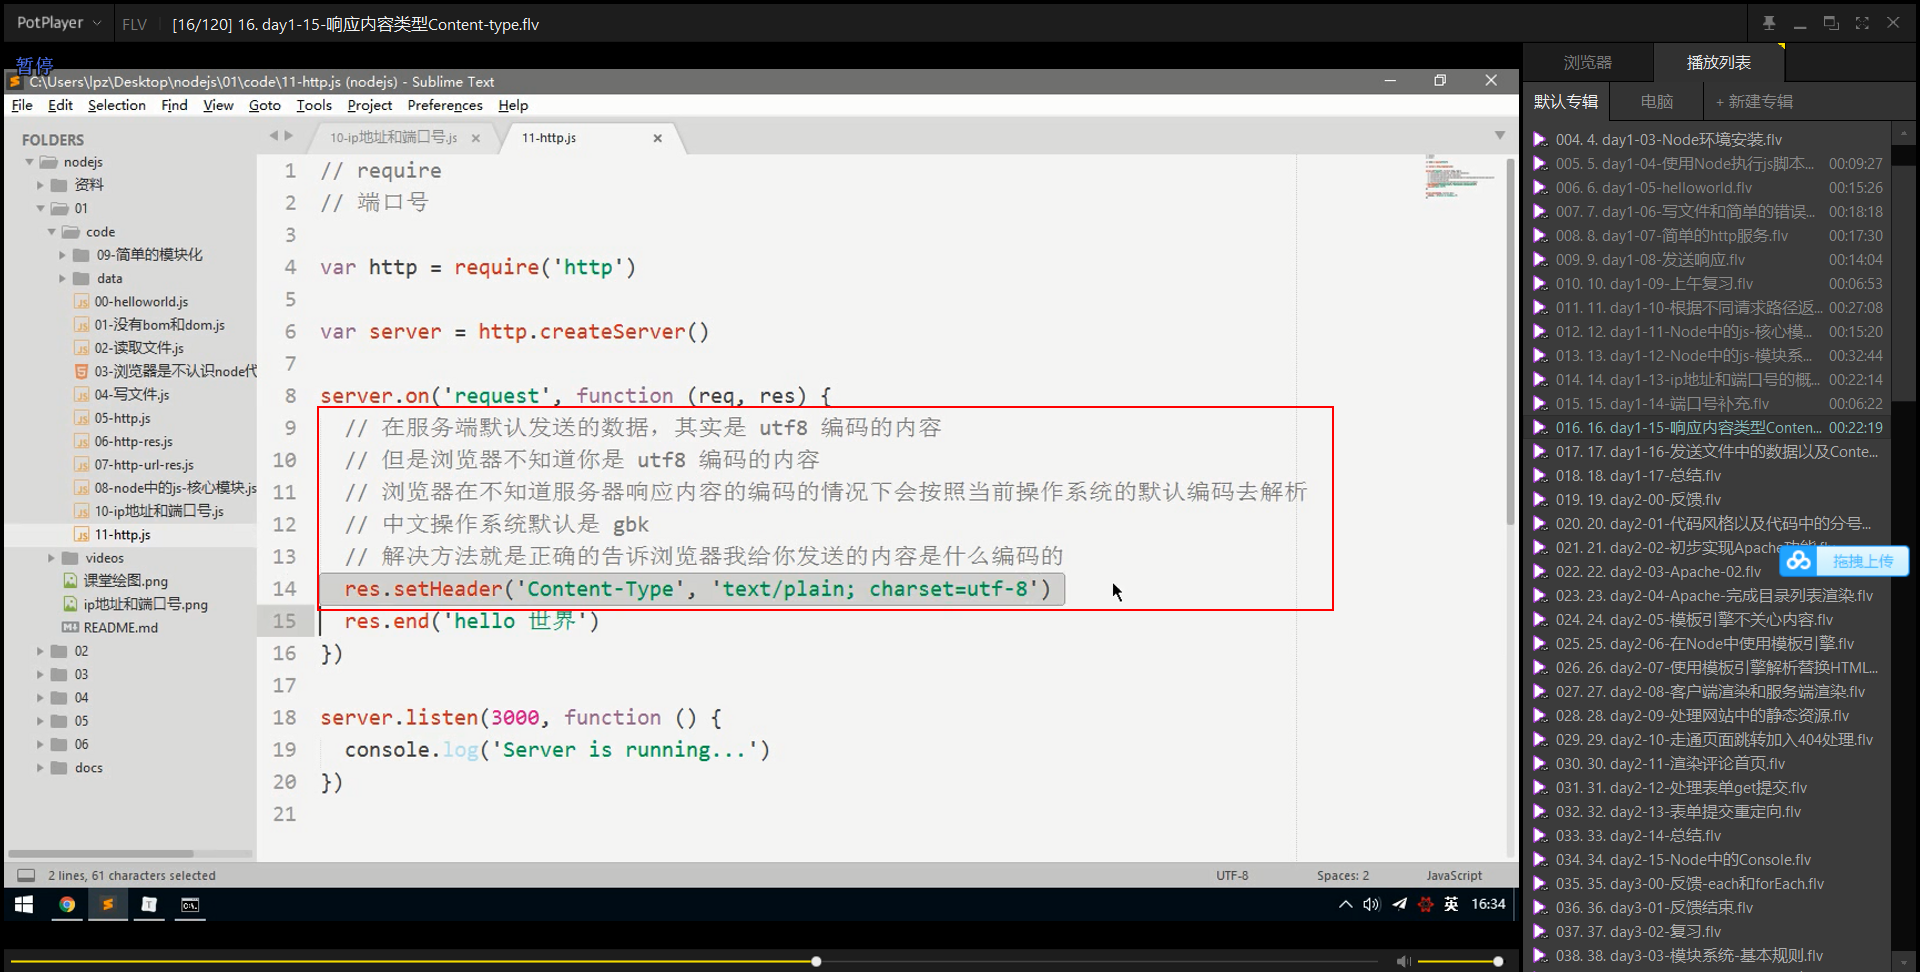 PotPlayer FLV [16/120] 16. day1-15-响应内容类型Content-type.flv
暂停
C:\Users\lpz\Desktop\nodejs\01\code\11-http.js (nodejs) - Sublime Text
File Edit Selection Find View Goto Tools Project Preferences Help
FOLDERS
nodejs
资料
01
code
09-简单的模块化
data
00-helloworld.js
01-没有bom和dom.js
02-读取文件.js
03-浏览器是不认识node代
04-写文件.js
05-http.js
06-http-res.js
07-http-url-res.js
08-node中的js-核心模块.js
10-ip地址和端口号.js
11-http.js
videos
课堂绘图.png
ip地址和端口号.png
README.md
02
03
04
05
06
docs
10-ip地址和端口号.js × 11-http.js ×
1 // require
2 // 端口号
3
4 var http = require('http')
5
6 var server = http.createServer()
7
8 server.on('request', function (req, res) {
9 // 在服务端默认发送的数据，其实是 utf8 编码的内容
10 // 但是浏览器不知道你是 utf8 编码的内容
11 // 浏览器在不知道服务器响应内容的编码的情况下会按照当前操作系统的默认编码去解析
12 // 中文操作系统默认是 gbk
13 // 解决方法就是正确的告诉浏览器我给你发送的内容是什么编码的
14 res.setHeader('Content-Type', 'text/plain; charset=utf-8')
15 res.end('hello 世界')
16 })
17
18 server.listen(3000, function () {
19 console.log('Server is running...')
20 })
21
2 lines, 61 characters selected UTF-8 Spaces: 2 JavaScript
英 16:34
浏览器 播放列表
默认专辑 电脑 + 新建专辑
004. 4. day1-03-Node环境安装.flv
005. 5. day1-04-使用Node执行js脚本... 00:09:27
006. 6. day1-05-helloworld.flv 00:15:26
007. 7. day1-06-写文件和简单的错误... 00:18:18
008. 8. day1-07-简单的http服务.flv 00:17:30
009. 9. day1-08-发送响应.flv 00:14:04
010. 10. day1-09-上午复习.flv 00:06:53
011. 11. day1-10-根据不同请求路径返... 00:27:08
012. 12. day1-11-Node中的js-核心模... 00:15:20
013. 13. day1-12-Node中的js-模块系... 00:32:44
014. 14. day1-13-ip地址和端口号的概... 00:22:14
015. 15. day1-14-端口号补充.flv 00:06:22
016. 16. day1-15-响应内容类型Conten... 00:22:19
017. 17. day1-16-发送文件中的数据以及Conte...
018. 18. day1-17-总结.flv
019. 19. day2-00-反馈.flv
020. 20. day2-01-代码风格以及代码中的分号...
021. 21. day2-02-初步实现Apache
022. 22. day2-03-Apache-02.flv
拖拽上传
023. 23. day2-04-Apache-完成目录列表渲染.flv
024. 24. day2-05-模板引擎不关心内容.flv
025. 25. day2-06-在Node中使用模板引擎.flv
026. 26. day2-07-使用模板引擎解析替换HTML...
027. 27. day2-08-客户端渲染和服务端渲染.flv
028. 28. day2-09-处理网站中的静态资源.flv
029. 29. day2-10-走通页面跳转加入404处理.flv
030. 30. day2-11-渲染评论首页.flv
031. 31. day2-12-处理表单get提交.flv
032. 32. day2-13-表单提交重定向.flv
033. 33. day2-14-总结.flv
034. 34. day2-15-Node中的Console.flv
035. 35. day3-00-反馈-each和forEach.flv
036. 36. day3-01-反馈结束.flv
037. 37. day3-02-复习.flv
038. 38. day3-03-模块系统-基本规则.flv